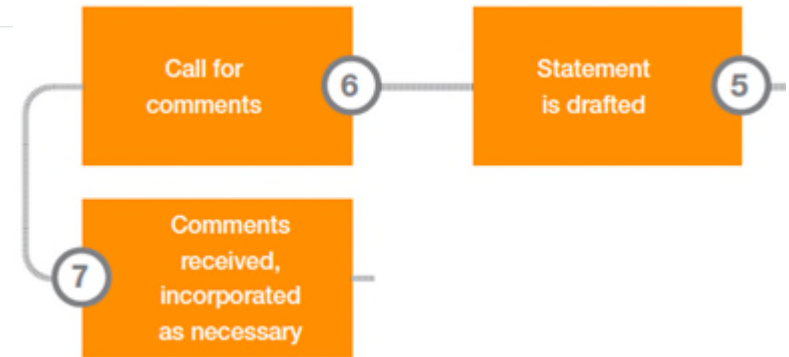 Call for
comments
6
Statement
is drafted
5
Comments
received,
incorporated
as necessary
7